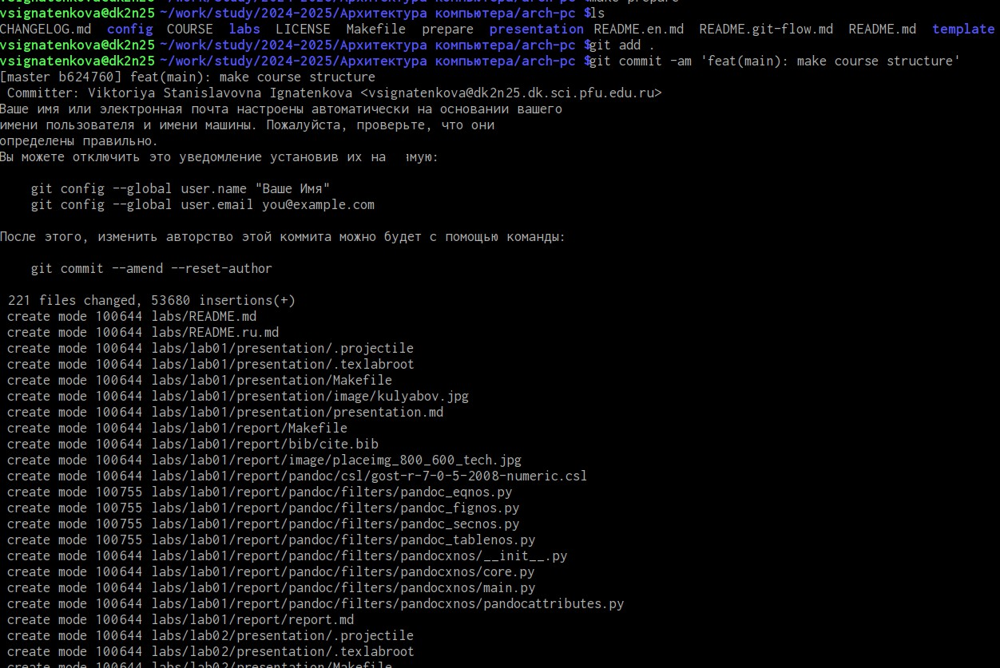 vsignatenkova@dk2n25 ~/work/study/2024-2025/Архитектура компьютера/arch-pc $ make prepare
vsignatenkova@dk2n25 ~/work/study/2024-2025/Архитектура компьютера/arch-pc $ls
CHANGELOG.md config COURSE labs LICENSE Makefile prepare presentation README.en.md README.git-flow.md README.md template
vsignatenkova@dk2n25 ~/work/study/2024-2025/Архитектура компьютера/arch-pc $git add .
vsignatenkova@dk2n25 ~/work/study/2024-2025/Архитектура компьютера/arch-pc $git commit -am 'feat(main): make course structure'
[master b624760] feat(main): make course structure
Committer: Viktoriya Stanislavovna Ignatenkova <vsignatenkova@dk2n25.dk.sci.pfu.edu.ru>
Ваше имя или электронная почта настроены автоматически на основании вашего
имени пользователя и имени машины. Пожалуйста, проверьте, что они
определены правильно.
Вы можете отключить это уведомление установив их на
git config --global user.name "Ваше Имя"
git config --global user.email you@example.com
После этого, изменить авторство этой коммита можно будет с помощью команды:
git commit --amend --reset-author
221 files changed, 53680 insertions(+)
create mode 100644 labs/README.md
create mode 100644 labs/README.ru.md
create mode 100644 labs/lab01/presentation/.projectile
create mode 100644 labs/lab01/presentation/.texlabroot
create mode 100644 labs/lab01/presentation/Makefile
create mode 100644 labs/lab01/presentation/image/kulyabov.jpg
create mode 100644 labs/lab01/presentation/presentation.md
create mode 100644 labs/lab01/report/Makefile
create mode 100644 labs/lab01/report/bib/cite.bib
create mode 100644 labs/lab01/report/image/placeimg_800_600_tech.jpg
create mode 100644 labs/lab01/report/pandoc/csl/gost-r-7-0-5-2008-numeric.csl
create mode 100755 labs/lab01/report/pandoc/filters/pandoc_eqnos.py
create mode 100755 labs/lab01/report/pandoc/filters/pandoc_fignos.py
create mode 100755 labs/lab01/report/pandoc/filters/pandoc_secnos.py
create mode 100755 labs/lab01/report/pandoc/filters/pandoc_tablenos.py
create mode 100644 labs/lab01/report/pandoc/filters/pandocxnos/__init__.py
create mode 100644 labs/lab01/report/pandoc/filters/pandocxnos/core.py
create mode 100644 labs/lab01/report/pandoc/filters/pandocxnos/main.py
create mode 100644 labs/lab01/report/pandoc/filters/pandocxnos/pandocattributes.py
create mode 100644 labs/lab01/report/report.md
create mode 100644 labs/lab02/presentation/.projectile
create mode 100644 labs/lab02/presentation/.texlabroot
create mode 100644 labs/lab02/presentation/Makefile